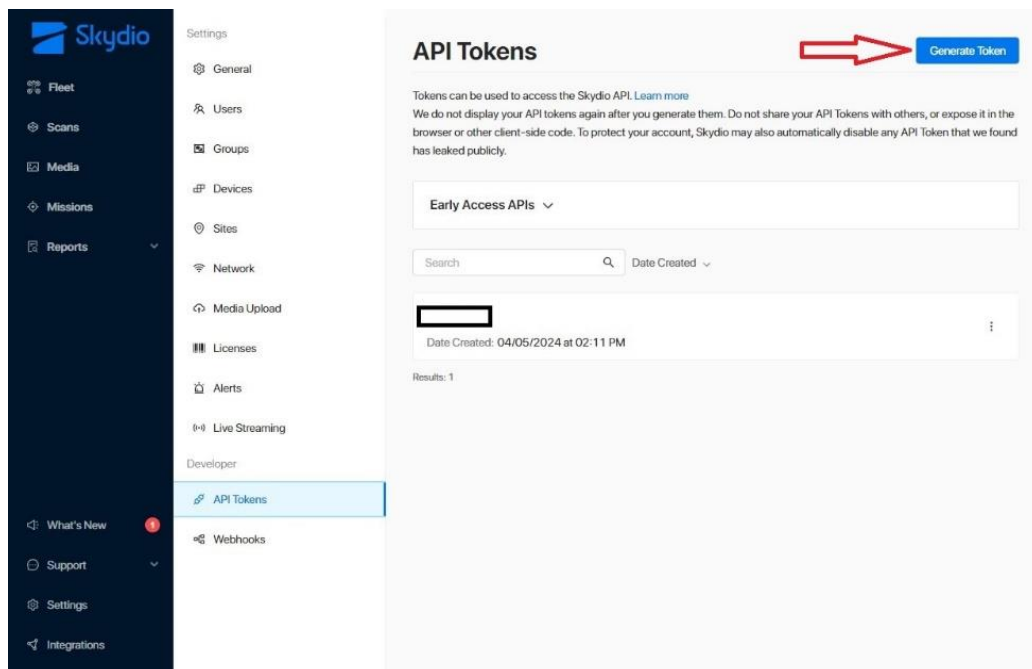 Skydio
Fleet
Scans
Media
Missions
Reports
What's New
1
Support
Settings
Integrations
Settings
General
Users
Groups
Devices
Sites
Network
Media Upload
Licenses
Alerts
Live Streaming
Developer
API Tokens
Webhooks
API Tokens
Generate Token
Tokens can be used to access the Skydio API. Learn more
We do not display your API tokens again after you generate them. Do not share your API Tokens with others, or expose it in the
browser or other client-side code. To protect your account, Skydio may also automatically disable any API Token that we found
has leaked publicly.
Early Access APIs
Search
Date Created
Date Created: 04/05/2024 at 02:11 PM
Results: 1